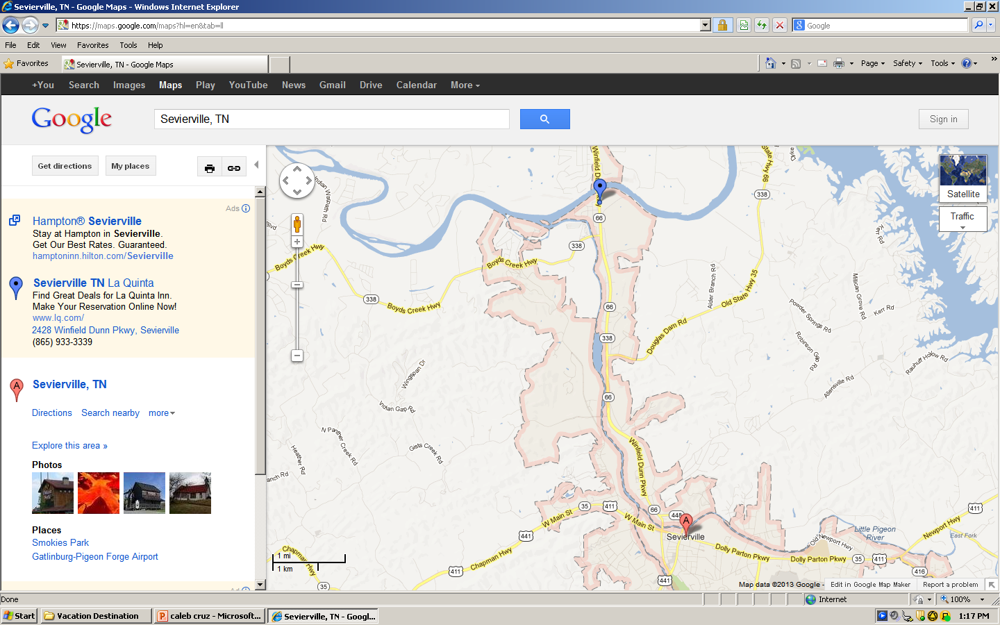 Sevierville, TN - Google Maps - Windows Internet Explorer
https://maps.google.com/maps?hl=en&tab=ll
Google
File Edit View Favorites Tools Help
Favorites
Sevierville, TN - Google Maps
Page Safety Tools
+You Search Images Maps Play YouTube News Gmail Drive Calendar More
Google
Sevierville, TN
Sign in
Get directions
My places
Ads
Hampton® Sevierville
Stay at Hampton in Sevierville.
Get Our Best Rates. Guaranteed.
hamptoninn.hilton.com/Sevierville
Sevierville TN La Quinta
Find Great Deals for La Quinta Inn.
Make Your Reservation Online Now!
www.lq.com/
2428 Winfield Dunn Pkwy, Sevierville
(865) 933-3339
A
Sevierville, TN
Directions Search nearby more
Explore this area »
Photos
Places
Smokies Park
Gatlinburg-Pigeon Forge Airport
Satellite
Traffic
Indian Warpath Rd
Blvd
Boyds Creek Hwy
338
Boyds Creek Hwy
Boyds Creek Hwy
338
66
State Hwy 66
338
Kerr Rd
Millican Grove Rd
Kerr Rd
Alder Branch Rd
Old State Hwy 35
Douglas Dam Rd
Powder Springs Rd
Rauhuff Hollow Rd
Allensville Rd
66
338
66
Wingspan Dr
Gists Creek Rd
N Panther Creek Rd
Heather Rd
anch Rd
Winfield Dunn Pkwy
35
411
66
448
W Main St
W Main St
441
411
Chapman Hwy
Chapman Hwy
35
A
Sevierville
Dolly Parton Pkwy
Dolly Parton Pkwy
35
411
416
441
Old Newport Hwy
Little Pigeon
River
Newport Hwy
411
East Fork
1 mi
1 km
Map data ©2013 Google -
Edit in Google Map Maker
Report a problem
Done
Internet
100%
Start
Vacation Destination
caleb cruz - Microsoft...
Sevierville, TN - Googl...
1:17 PM